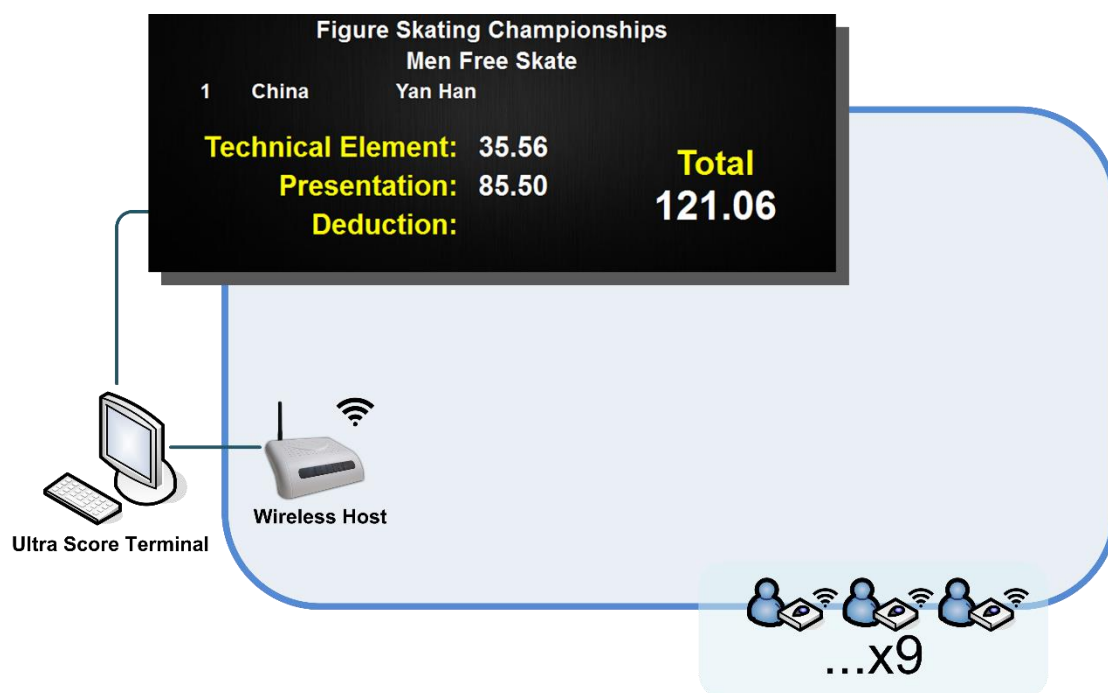 Figure Skating Championships
Men Free Skate
1 China Yan Han
Technical Element: 35.56
Presentation: 85.50
Deduction:
Total
121.06
Wireless Host
Ultra Score Terminal
...x9